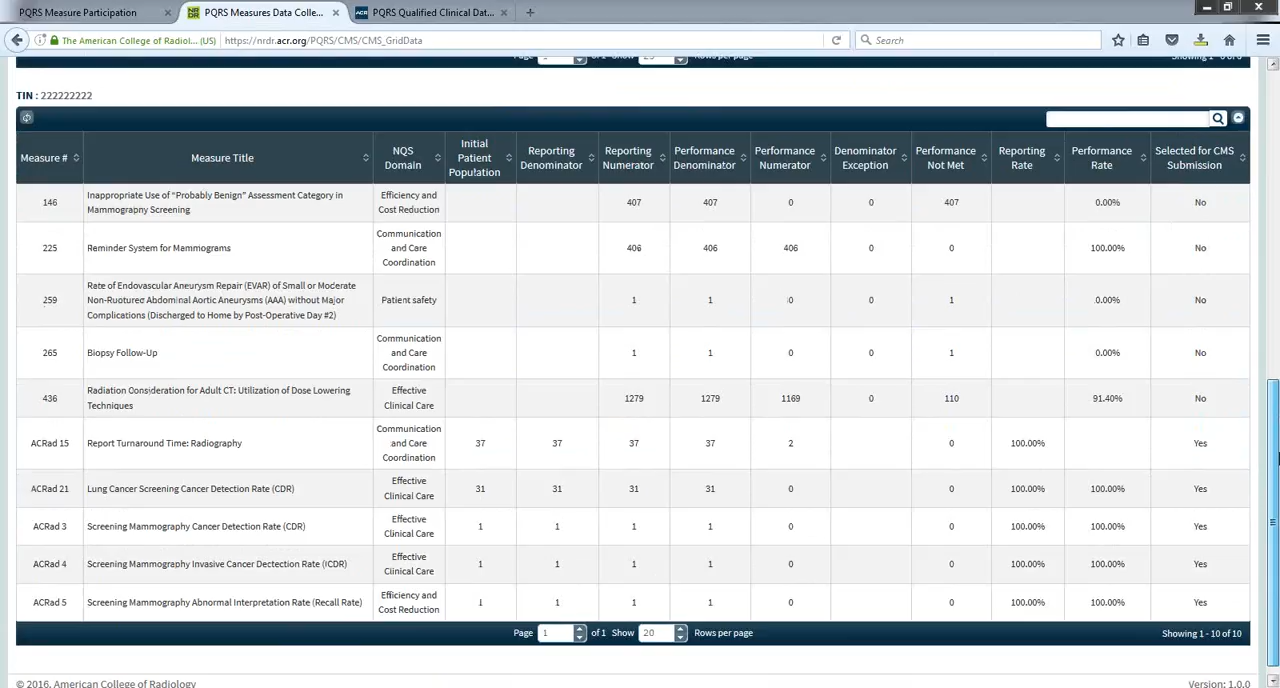 PQRS Measure Participation
PQRS Measures Data Colle...
PQRS Qualified Clinical Dat...
The American College of Radiol... (US)
https://nrdr.acr.org/PQRS/CMS/CMS_GridData
Search
Page 1 of 1 Show 20 Rows per page
Showing 1 - 6 of 6
TIN : 222222222
Measure # Measure Title NQS Domain Initial Patient Population Reporting Denominator Reporting Numerator Performance Denominator Performance Numerator Denominator Exception Performance Not Met Reporting Rate Performance Rate Selected for CMS Submission
146 Inappropriate Use of "Probably Benign" Assessment Category in Mammography Screening Efficiency and Cost Reduction 407 407 0 0 407 0.00% No
225 Reminder System for Mammograms Communication and Care Coordination 406 406 406 0 0 100.00% No
259 Rate of Endovascular Aneurysm Repair (EVAR) of Small or Moderate Non-Ruptured Abdominal Aortic Aneurysms (AAA) without Major Complications (Discharged to Home by Post-Operative Day #2) Patient safety 1 1 0 0 1 0.00% No
265 Biopsy Follow-Up Communication and Care Coordination 1 1 0 0 1 0.00% No
436 Radiation Consideration for Adult CT: Utilization of Dose Lowering Techniques Effective Clinical Care 1279 1279 1169 0 110 91.40% No
ACRad 15 Report Turnaround Time: Radiography Communication and Care Coordination 37 37 37 37 2 0 100.00% Yes
ACRad 21 Lung Cancer Screening Cancer Detection Rate (CDR) Effective Clinical Care 31 31 31 31 0 0 100.00% 100.00% Yes
ACRad 3 Screening Mammography Cancer Detection Rate (CDR) Effective Clinical Care 1 1 1 1 0 0 100.00% 100.00% Yes
ACRad 4 Screening Mammography Invasive Cancer Dectection Rate (ICDR) Effective Clinical Care 1 1 1 1 0 0 100.00% 100.00% Yes
ACRad 5 Screening Mammography Abnormal Interpretation Rate (Recall Rate) Efficiency and Cost Reduction 1 1 1 1 0 0 100.00% 100.00% Yes
Page 1 of 1 Show 20 Rows per page
Showing 1 - 10 of 10
© 2016, American College of Radiology
Version: 1.0.0